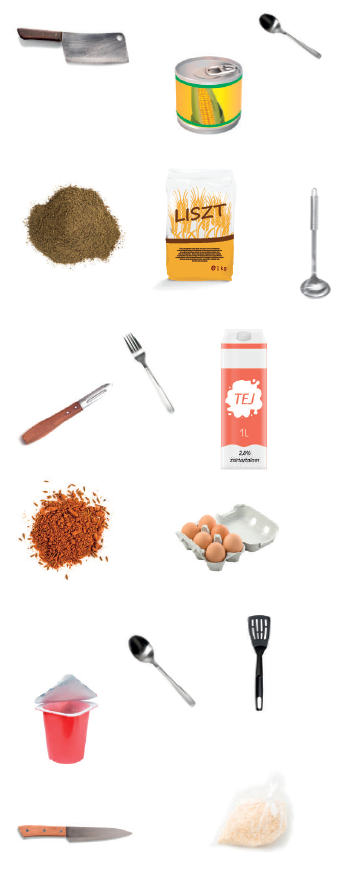 LISZT
1 kg
TEJ
1L
2,8%
zsírtartalom